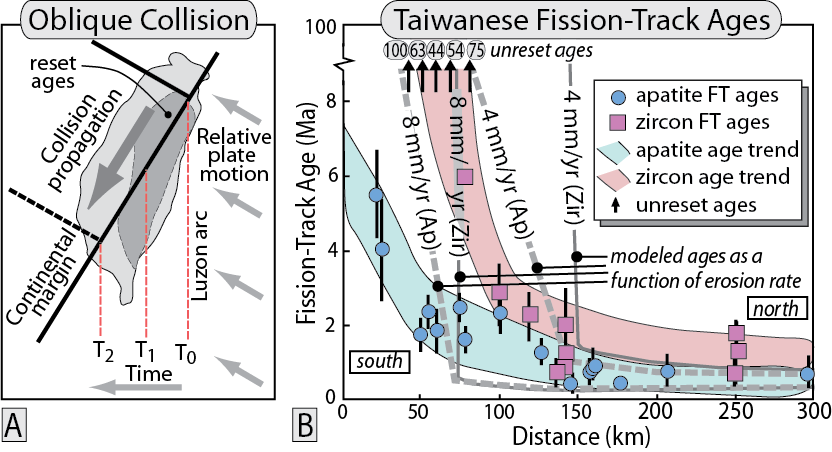 Oblique Collision
reset
ages
Collision
propagation
Relative
plate
motion
Luzon arc
Continental
margin
T2
T1
T0
Time
A
Taiwanese Fission-Track Ages
100 63 44 54 75 unreset ages
Fission-Track Age (Ma)
100
8
6
4
2
0
8 mm/yr (Ap)
8 mm/yr (Zir)
4 mm/yr (Ap)
4 mm/yr (Zir)
apatite FT ages
zircon FT ages
apatite age trend
zircon age trend
unreset ages
modeled ages as a
function of erosion rate
north
south
0 50 100 150 200 250 300
Distance (km)
B